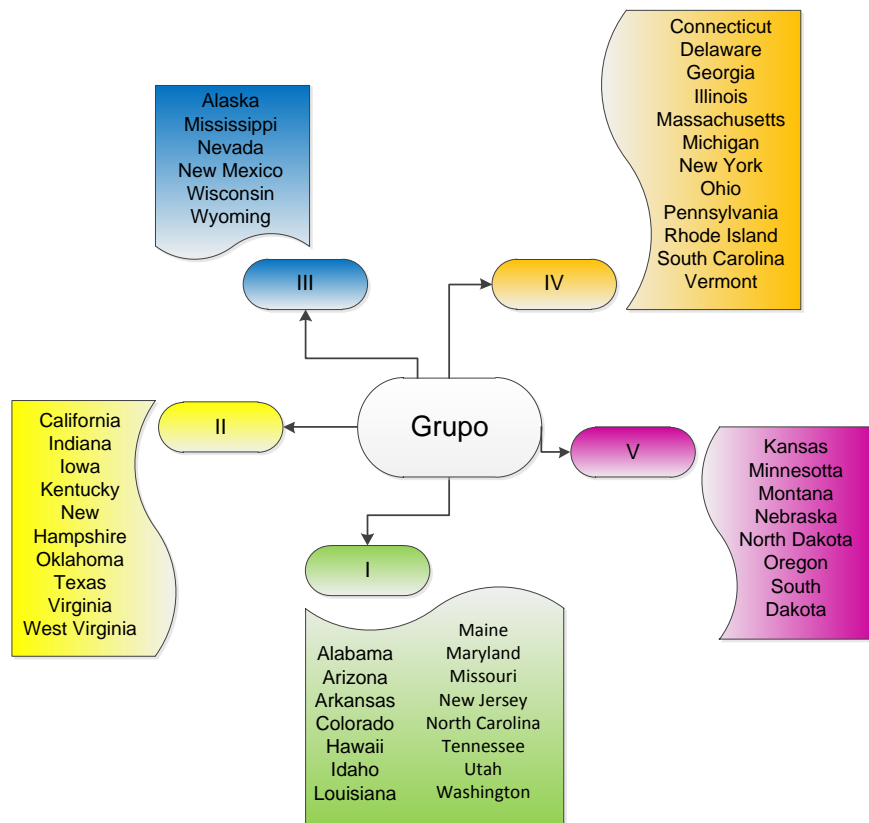 Connecticut
Delaware
Georgia
Illinois
Massachusetts
Michigan
New York
Ohio
Pennsylvania
Rhode Island
South Carolina
Vermont
Alaska
Mississippi
Nevada
New Mexico
Wisconsin
Wyoming
III
IV
Grupo
California
Indiana
Iowa
Kentucky
New
Hampshire
Oklahoma
Texas
Virginia
West Virginia
II
V
Kansas
Minnesotta
Montana
Nebraska
North Dakota
Oregon
South
Dakota
I
Alabama
Arizona
Arkansas
Colorado
Hawaii
Idaho
Louisiana
Maine
Maryland
Missouri
New Jersey
North Carolina
Tennessee
Utah
Washington